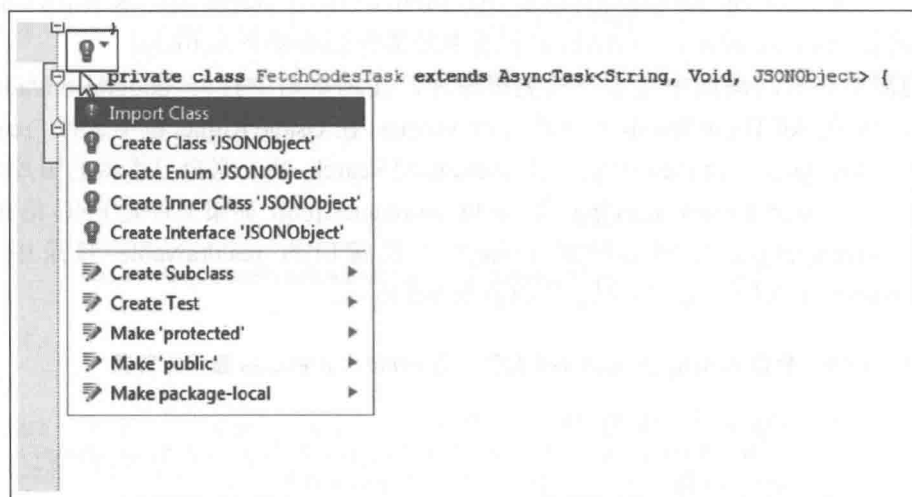 private class FetchCodesTask extends AsyncTask<String, Void, JSONObject> {
Import Class
Create Class 'JSONObject'
Create Enum 'JSONObject'
Create Inner Class 'JSONObject'
Create Interface 'JSONObject'
Create Subclass
Create Test
Make 'protected'
Make 'public'
Make package-local